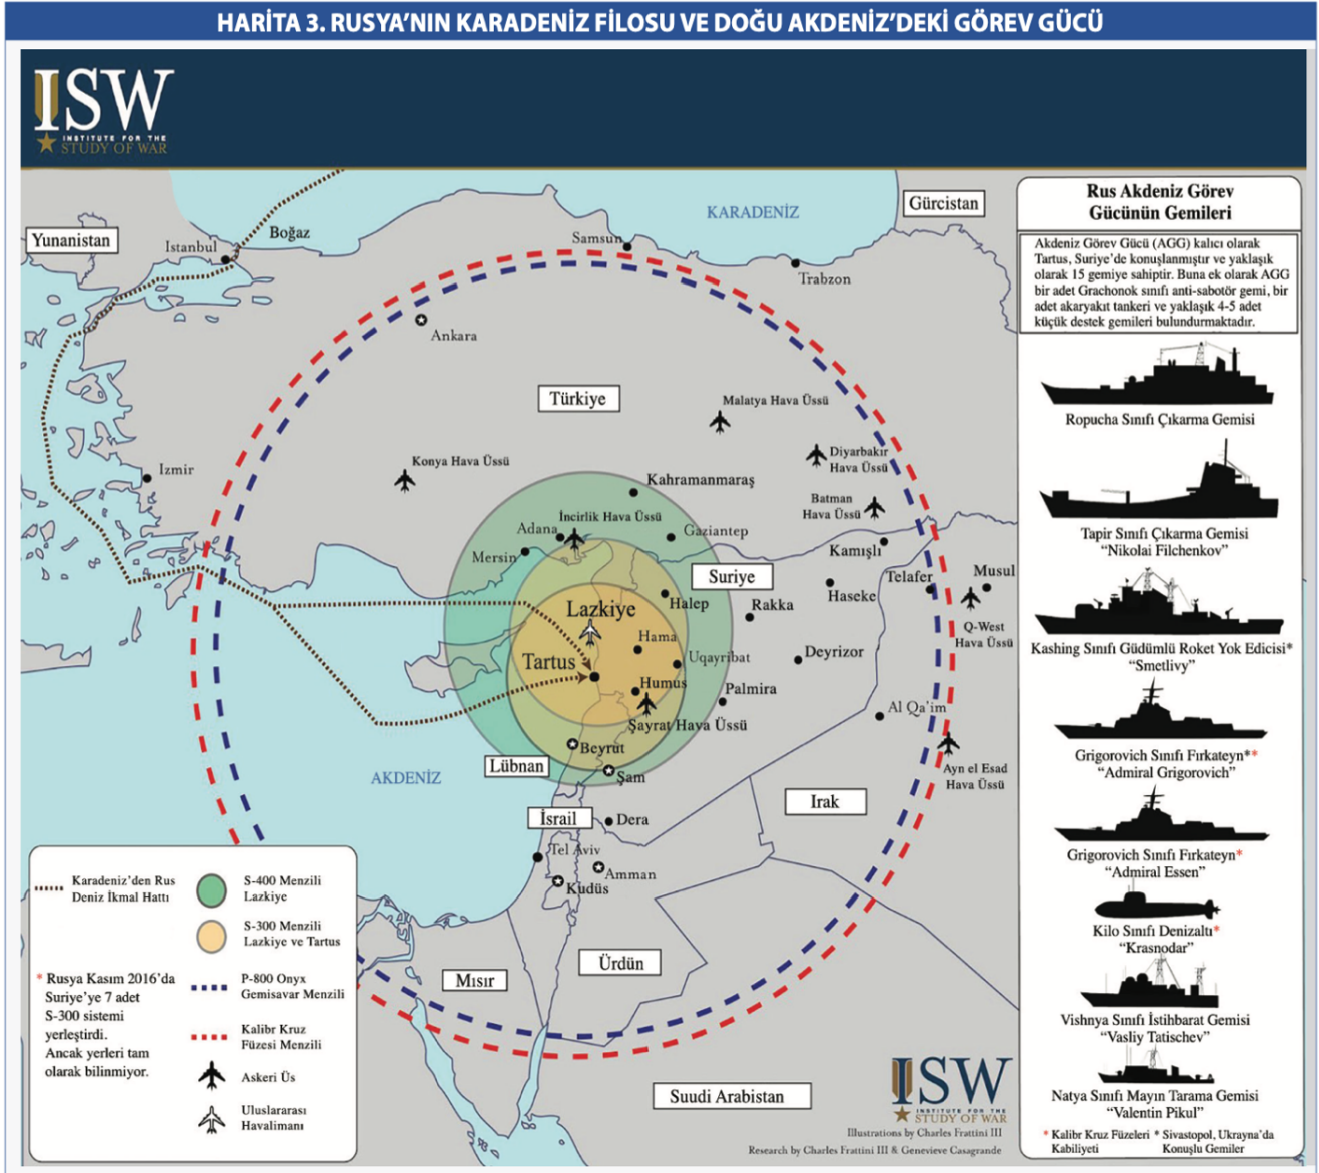 HARİTA 3. RUSYA'NIN KARADENİZ FİLOSU VE DOĞU AKDENİZ'DEKİ GÖREV GÜCÜ
ISW
INSTITUTE FOR THE
STUDY OF WAR
KARADENİZ
Gürcistan
Yunanistan
Istanbul
Boğaz
Samsun
Trabzon
Ankara
Türkiye
Malatya Hava Üssü
Diyarbakır
Hava Üssü
Konya Hava Üssü
Izmir
Kahramanmaraş
Batman
Hava Üssü
Adana
İncirlik Hava Üssü
Gaziantep
Mersin
Kamışlı
Suriye
Telafer
Musul
Haseke
Halep
Rakka
Lazkiye
Q-West
Hava Üssü
Hama
Tartus
Uqayribat
Deyrizor
Humus
Palmira
Şayrat Hava Üssü
Al Qa'im
Beyrut
Lübnan
Şam
AKDENİZ
Ayn el Esad
Hava Üssü
Irak
İsrail
Dera
Tel Aviv
Amman
Kudüs
Ürdün
Mısır
Suudi Arabistan
Karadeniz'den Rus
Deniz İkmal Hattı
S-400 Menzili
Lazkiye
S-300 Menzili
Lazkiye ve Tartus
* Rusya Kasım 2016'da
Suriye'ye 7 adet
S-300 sistemi
yerleştirdi.
Ancak yerleri tam
olarak bilinmiyor.
P-800 Onyx
Gemisavar Menzili
Kalibr Kruz
Füzesi Menzili
Askeri Üs
Uluslararası
Havalimanı
ISW
INSTITUTE FOR THE
STUDY OF WAR
Illustrations by Charles Frattini III
Research by Charles Frattini III & Genevieve Casagrande
Rus Akdeniz Görev
Gücünün Gemileri
Akdeniz Görev Gücü (AGG) kalıcı olarak
Tartus, Suriye'de konuşlanmıştır ve yaklaşık
olarak 15 gemiye sahiptir. Buna ek olarak AGG
bir adet Grachonok sınıfı anti-sabotör gemi, bir
adet akaryakıt tankeri ve yaklaşık 4-5 adet
küçük destek gemileri bulundurmaktadır.
Ropucha Sınıfı Çıkarma Gemisi
Tapir Sınıfı Çıkarma Gemisi
"Nikolai Filchenkov"
Kashing Sınıfı Güdümlü Roket Yok Edicisi*
"Smetlivy"
Grigorovich Sınıfı Fırkateyn**
"Admiral Grigorovich"
Grigorovich Sınıfı Fırkateyn*
"Admiral Essen"
Kilo Sınıfı Denizaltı*
"Krasnodar"
Vishnya Sınıfı İstihbarat Gemisi
"Vasliy Tatischev"
Natya Sınıfı Mayın Tarama Gemisi
"Valentin Pikul"
* Kalibr Kruz Füzeleri
Kabiliyeti
* Sivastopol, Ukrayna'da
Konuşlu Gemiler